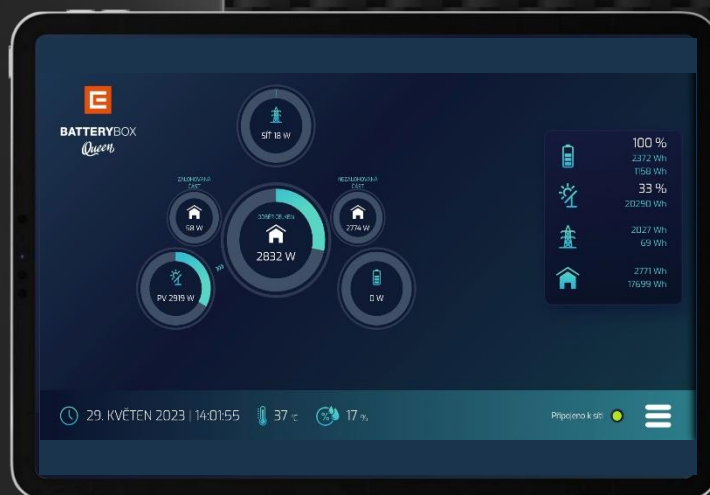 BATTERYBOX
Queen
SÍŤ 18 W
ZÁLOHOVANÁ
ČÁST
58 W
ODBĚR CELKEM
2832 W
NEZÁLOHOVANÁ
ČÁST
2774 W
PV 2919 W
0 W
100 %
2372 Wh
1158 Wh
33 %
20290 Wh
2027 Wh
69 Wh
2771 Wh
17699 Wh
29. KVĚTEN 2023 | 14:01:55
37 °C
17 %
Připojeno k síti